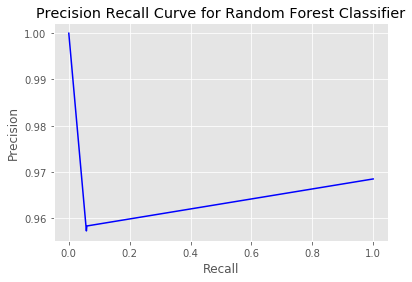 Precision Recall Curve for Random Forest Classifier
1.00
0.99
0.98
0.97
0.96
Precision
0.0 0.2 0.4 0.6 0.8 1.0
Recall